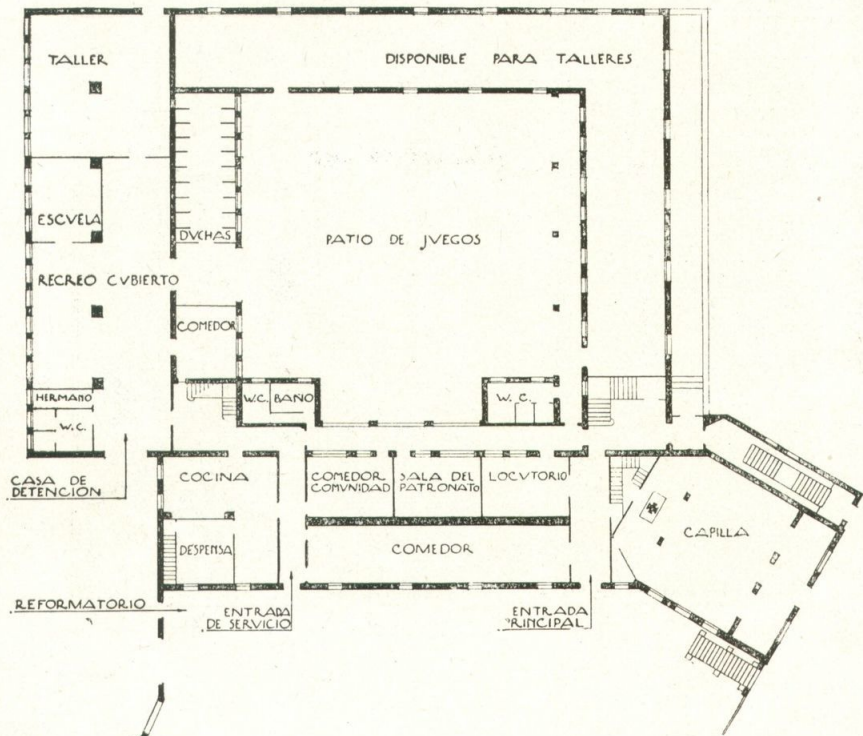 TALLER
DISPONIBLE PARA TALLERES
ESCVELA
DVCHAS
PATIO DE JVEGOS
RECREO CVBIERTO
COMEDOR
HERMANO
W.C.
W.C.
BAÑO
W. C.
CASA DE
DETENCION
COCINA
COMEDOR
COMVNIDAD
SALA DEL
PATRONATO
LOCVTORIO
CAPILLA
DESPENSA
COMEDOR
REFORMATORIO
ENTRADA
DE SERVICIO
ENTRADA
PRINCIPAL